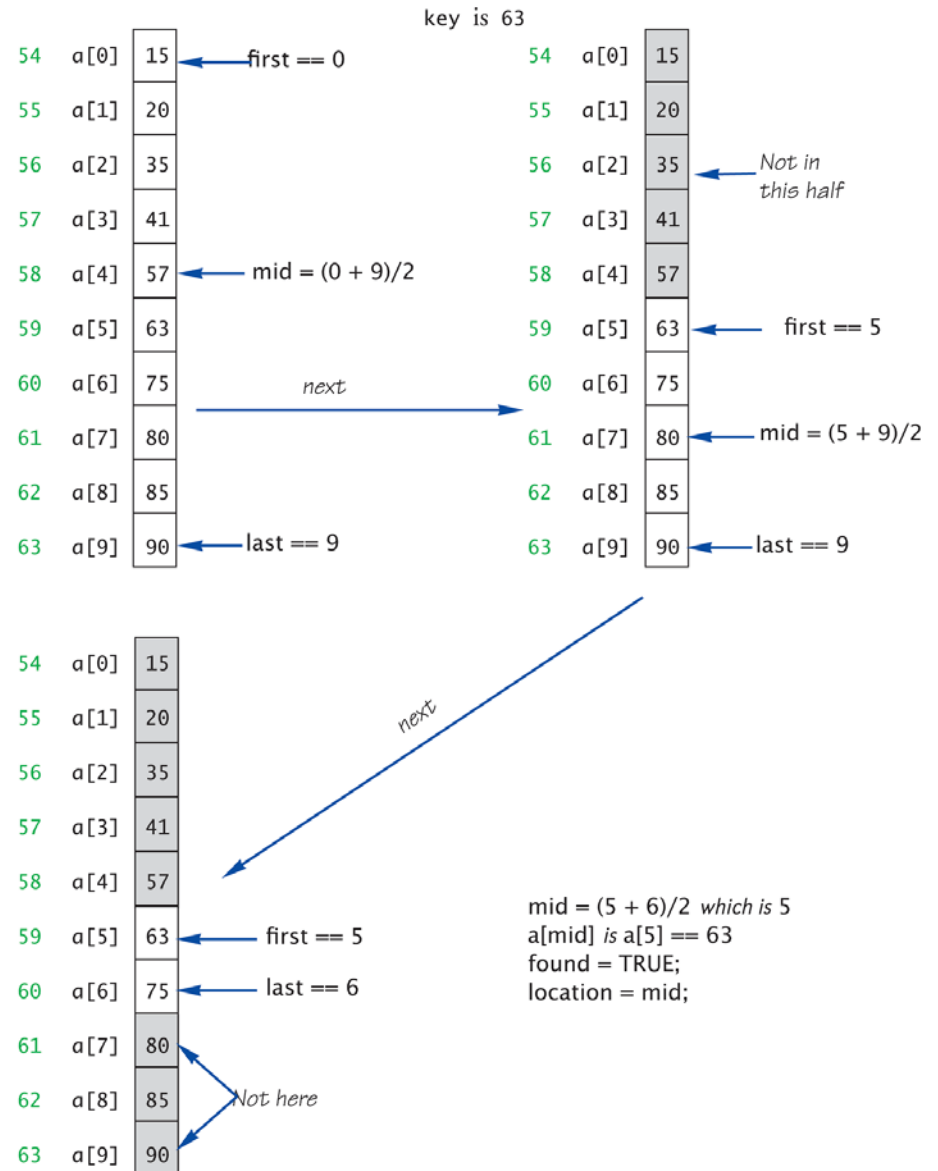 key is 63
54 a[0] 15 first == 0
55 a[1] 20
56 a[2] 35
57 a[3] 41
58 a[4] 57 mid = (0 + 9)/2
59 a[5] 63
60 a[6] 75
61 a[7] 80
62 a[8] 85
63 a[9] 90 last == 9
next
54 a[0] 15
55 a[1] 20
56 a[2] 35 Not in
this half
57 a[3] 41
58 a[4] 57
59 a[5] 63 first == 5
60 a[6] 75
61 a[7] 80 mid = (5 + 9)/2
62 a[8] 85
63 a[9] 90 last == 9
next
54 a[0] 15
55 a[1] 20
56 a[2] 35
57 a[3] 41
58 a[4] 57
59 a[5] 63 first == 5
60 a[6] 75 last == 6
61 a[7] 80
62 a[8] 85 Not here
63 a[9] 90
mid = (5 + 6)/2 which is 5
a[mid] is a[5] == 63
found = TRUE;
location = mid;